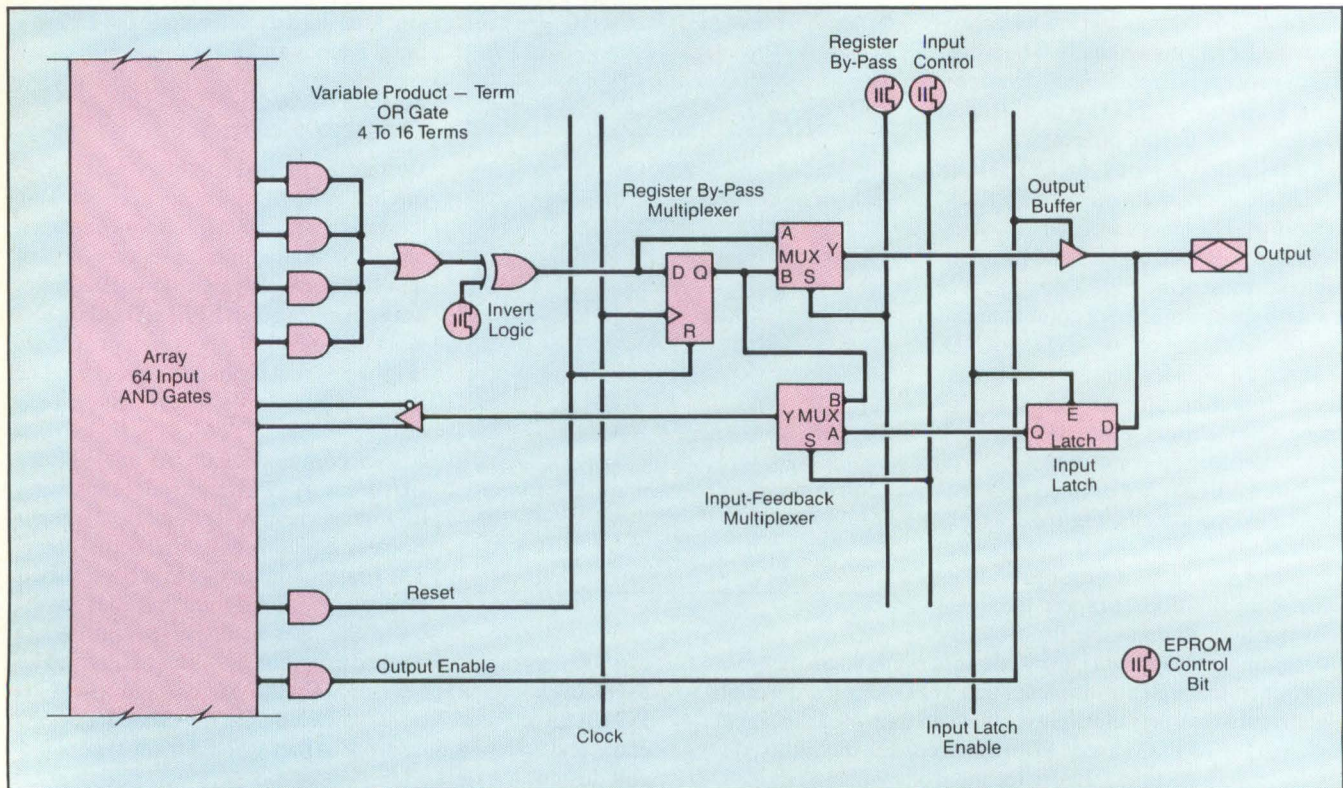 Register
By-Pass
Input
Control
Variable Product — Term
OR Gate
4 To 16 Terms
Register By-Pass
Multiplexer
Output
Buffer
A
MUX
Y
B
S
D
Q
R
Output
Invert
Logic
Array
64 Input
AND Gates
B
Y
MUX
A
S
E
Q
D
Latch
Input
Latch
Input-Feedback
Multiplexer
Reset
Output Enable
EPROM
Control
Bit
Clock
Input Latch
Enable